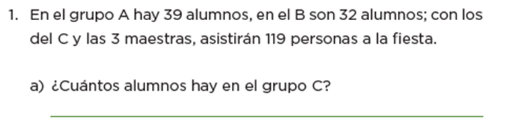 1. En el grupo A hay 39 alumnos, en el B son 32 alumnos; con los
del C y las 3 maestras, asistirán 119 personas a la fiesta.
a) ¿Cuántos alumnos hay en el grupo C?